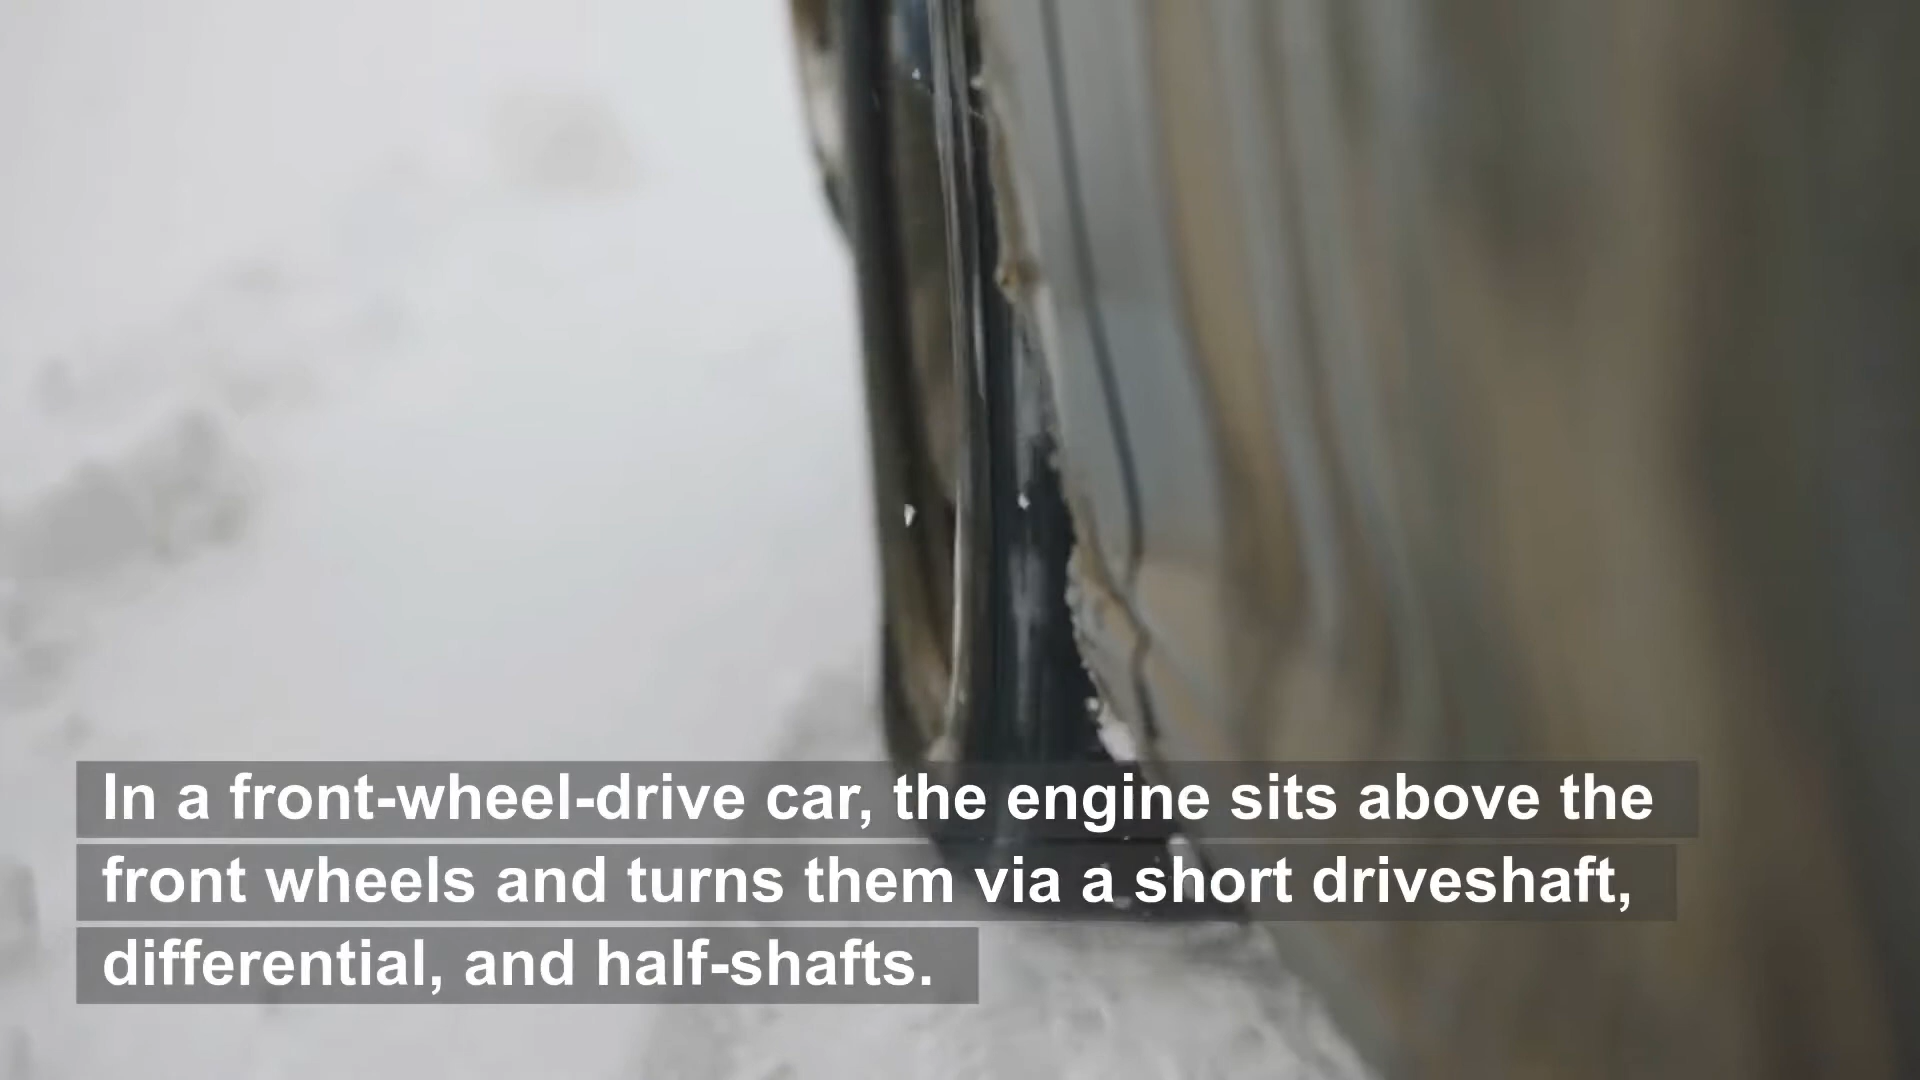 In a front-wheel-drive car, the engine sits above the
front wheels and turns them via a short driveshaft,
differential, and half-shafts.